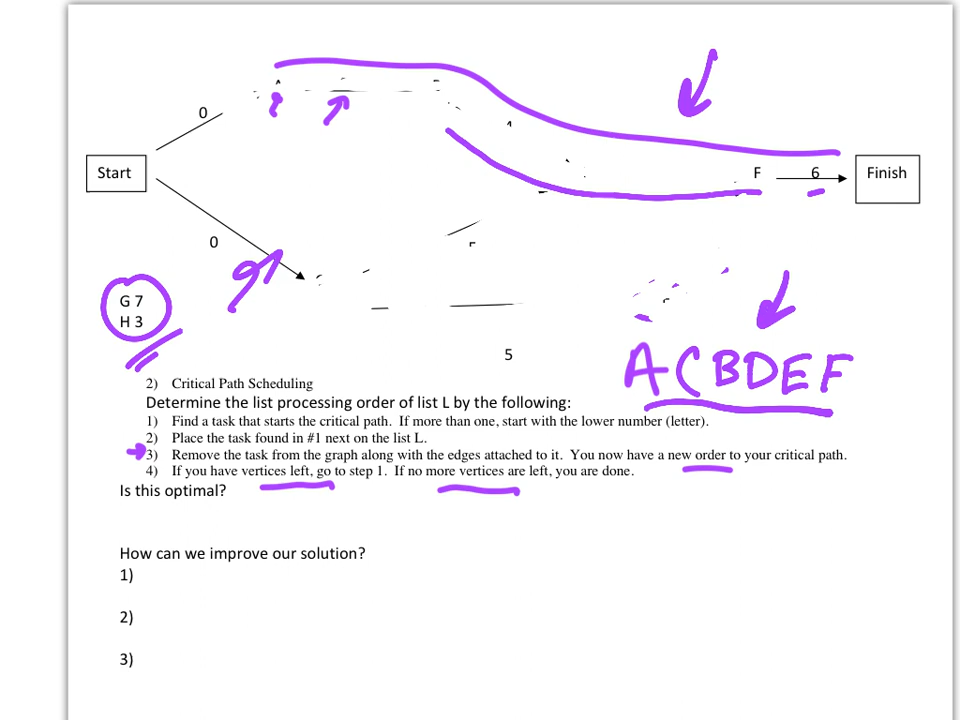 0
Start
F 6 Finish
0
G 7
H 3
5
ACBDEF
2) Critical Path Scheduling
Determine the list processing order of list L by the following:
1) Find a task that starts the critical path. If more than one, start with the lower number (letter).
2) Place the task found in #1 next on the list L.
3) Remove the task from the graph along with the edges attached to it. You now have a new order to your critical path.
4) If you have vertices left, go to step 1. If no more vertices are left, you are done.
Is this optimal?
How can we improve our solution?
1)
2)
3)